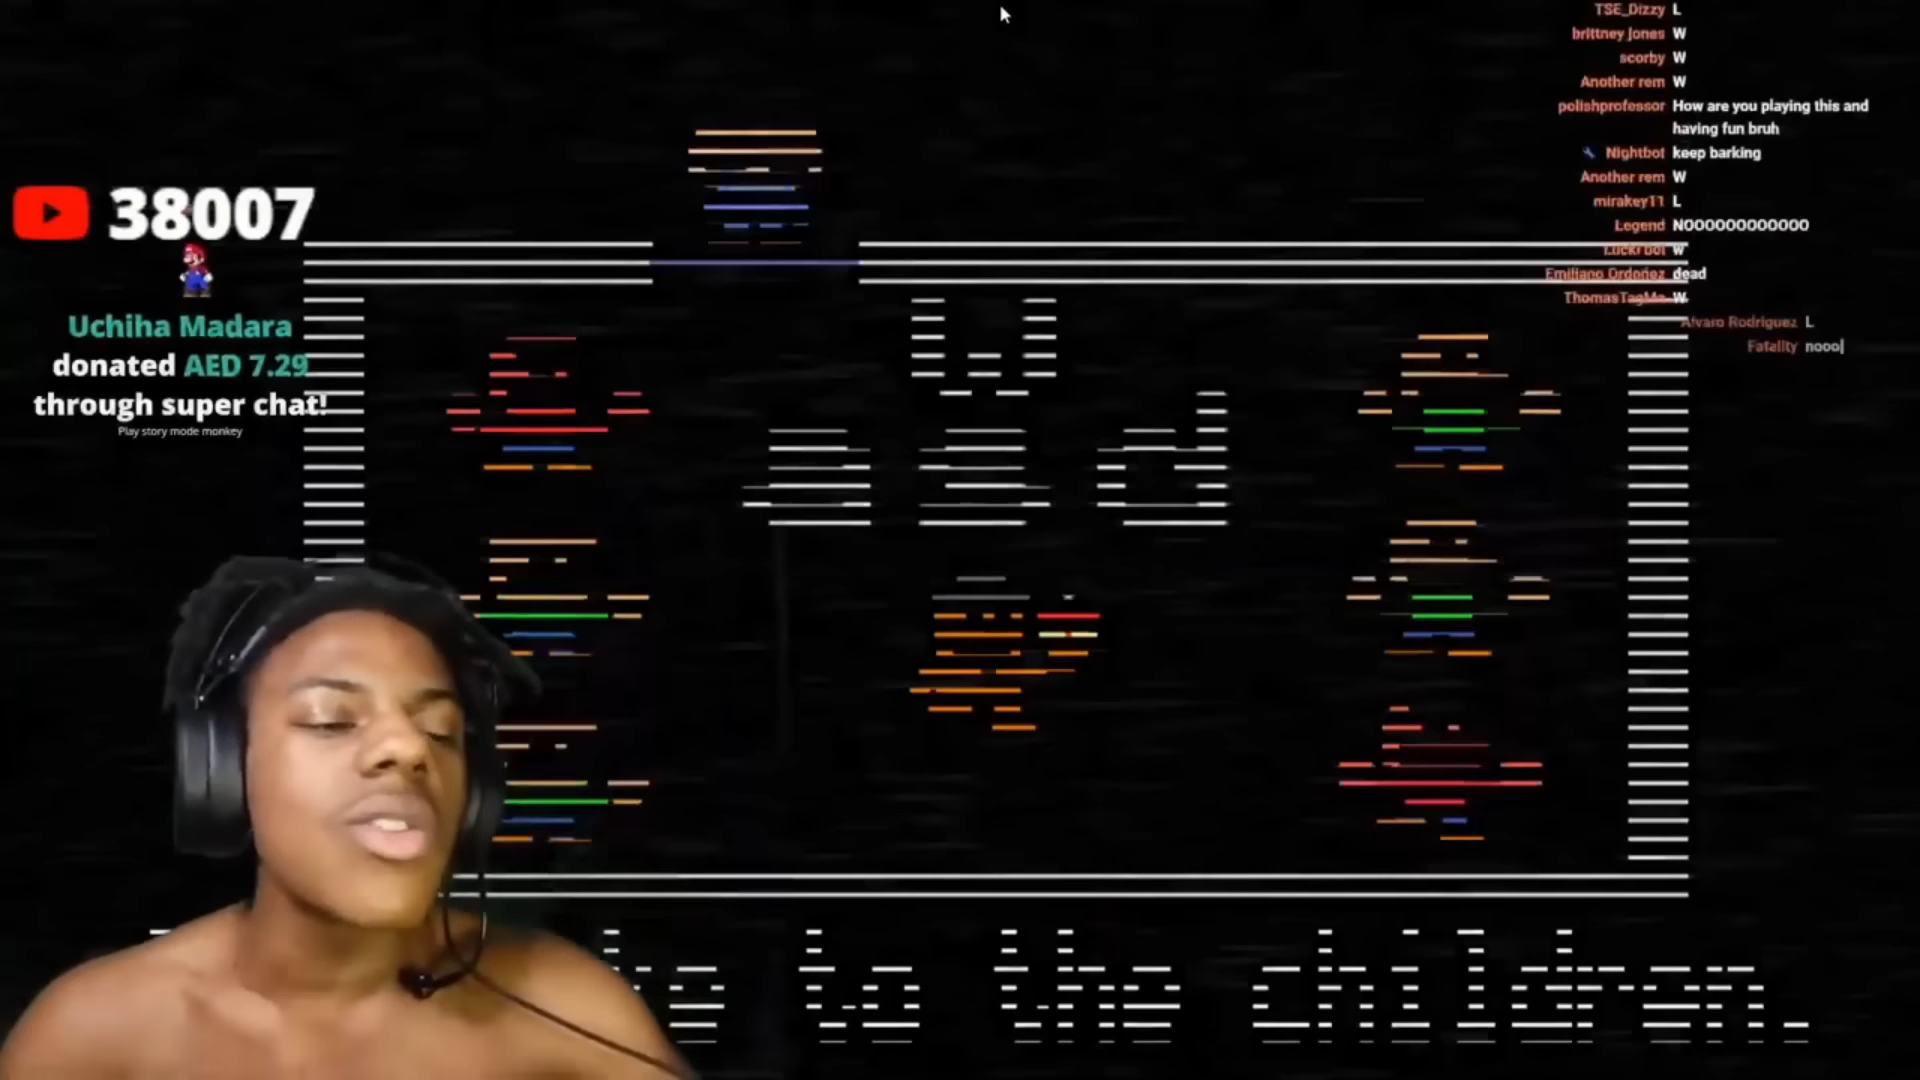 38007
Uchiha Madara
donated AED 7.29
through super chat!
Play story mode monkey
TSE_Dizzy L
brittney jones W
scorby W
Another rem W
polishprofessor How are you playing this and
having fun bruh
Nightbot keep barking
Another rem W
mirakey11 L
Legend NOOOOOOOOOOOO
W
Emiliano Ordoñez dead
ThomasTagMe W
Alvaro Rodriguez L
Fatality nooo
to the children.